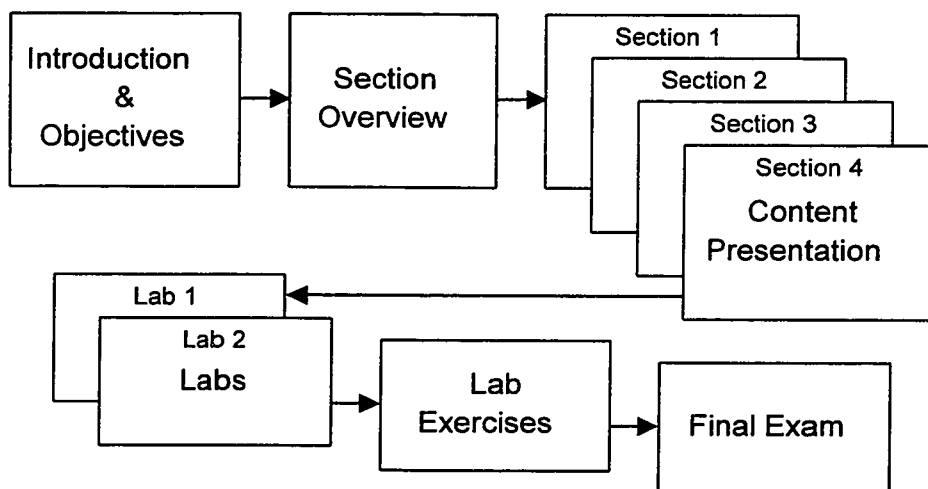 Introduction
&
Objectives
Section
Overview
Section 1
Section 2
Section 3
Section 4
Content
Presentation
Lab 1
Lab 2
Labs
Lab
Exercises
Final Exam